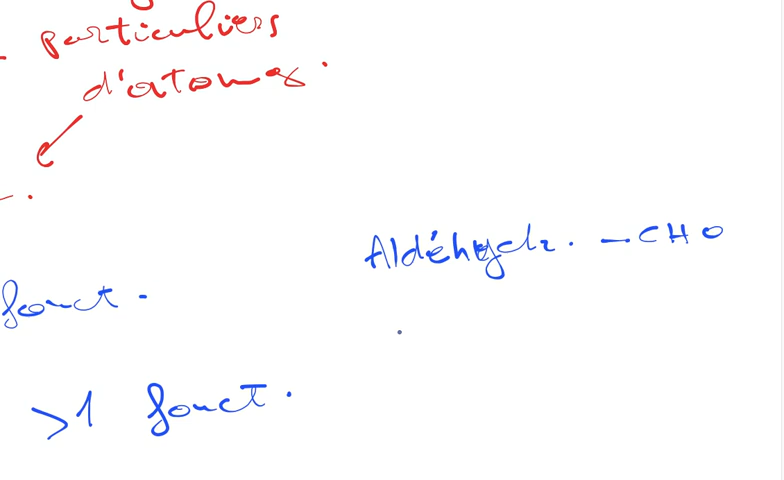 particuliers
d'atomes.
Aldéhyde. -CHO
fonct.
>1 fonct.